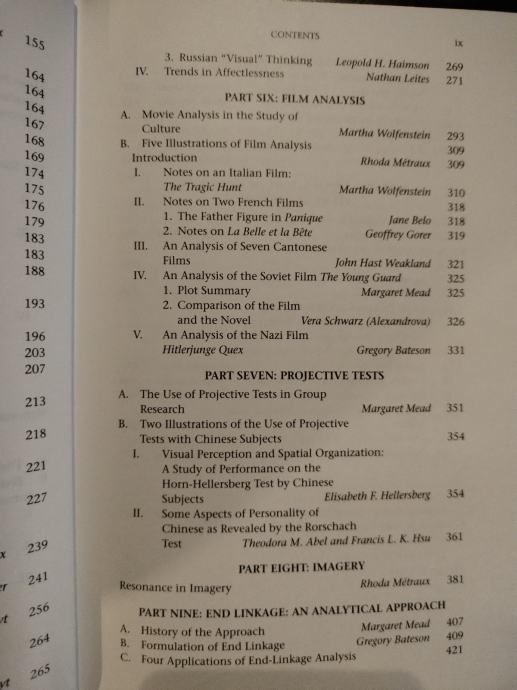 CONTENTS ix
3. Russian "Visual" Thinking Leopold H. Haimson 269
IV. Trends in Affectlessness Nathan Leites 271
PART SIX: FILM ANALYSIS
A. Movie Analysis in the Study of
Culture Martha Wolfenstein 293
B. Five Illustrations of Film Analysis 309
Introduction Rhoda Métraux 309
I. Notes on an Italian Film:
The Tragic Hunt Martha Wolfenstein 310
II. Notes on Two French Films 318
1. The Father Figure in Panique Jane Belo 318
2. Notes on La Belle et la Bête Geoffrey Gorer 319
III. An Analysis of Seven Cantonese
Films John Hast Weakland 321
IV. An Analysis of the Soviet Film The Young Guard 325
1. Plot Summary Margaret Mead 325
2. Comparison of the Film
and the Novel Vera Schwarz (Alexandrova) 326
V. An Analysis of the Nazi Film
Hitlerjunge Quex Gregory Bateson 331
PART SEVEN: PROJECTIVE TESTS
A. The Use of Projective Tests in Group
Research Margaret Mead 351
B. Two Illustrations of the Use of Projective
Tests with Chinese Subjects 354
I. Visual Perception and Spatial Organization:
A Study of Performance on the
Horn-Hellersberg Test by Chinese
Subjects Elisabeth F. Hellersberg 354
II. Some Aspects of Personality of
Chinese as Revealed by the Rorschach
Test Theodora M. Abel and Francis L. K. Hsu 361
PART EIGHT: IMAGERY
Resonance in Imagery Rhoda Métraux 381
PART NINE: END LINKAGE: AN ANALYTICAL APPROACH
A. History of the Approach Margaret Mead 407
B. Formulation of End Linkage Gregory Bateson 409
C. Four Applications of End-Linkage Analysis 421
155
164
164
164
167
168
169
174
175
176
179
183
183
188
193
196
203
207
213
218
221
227
239
241
256
264
265